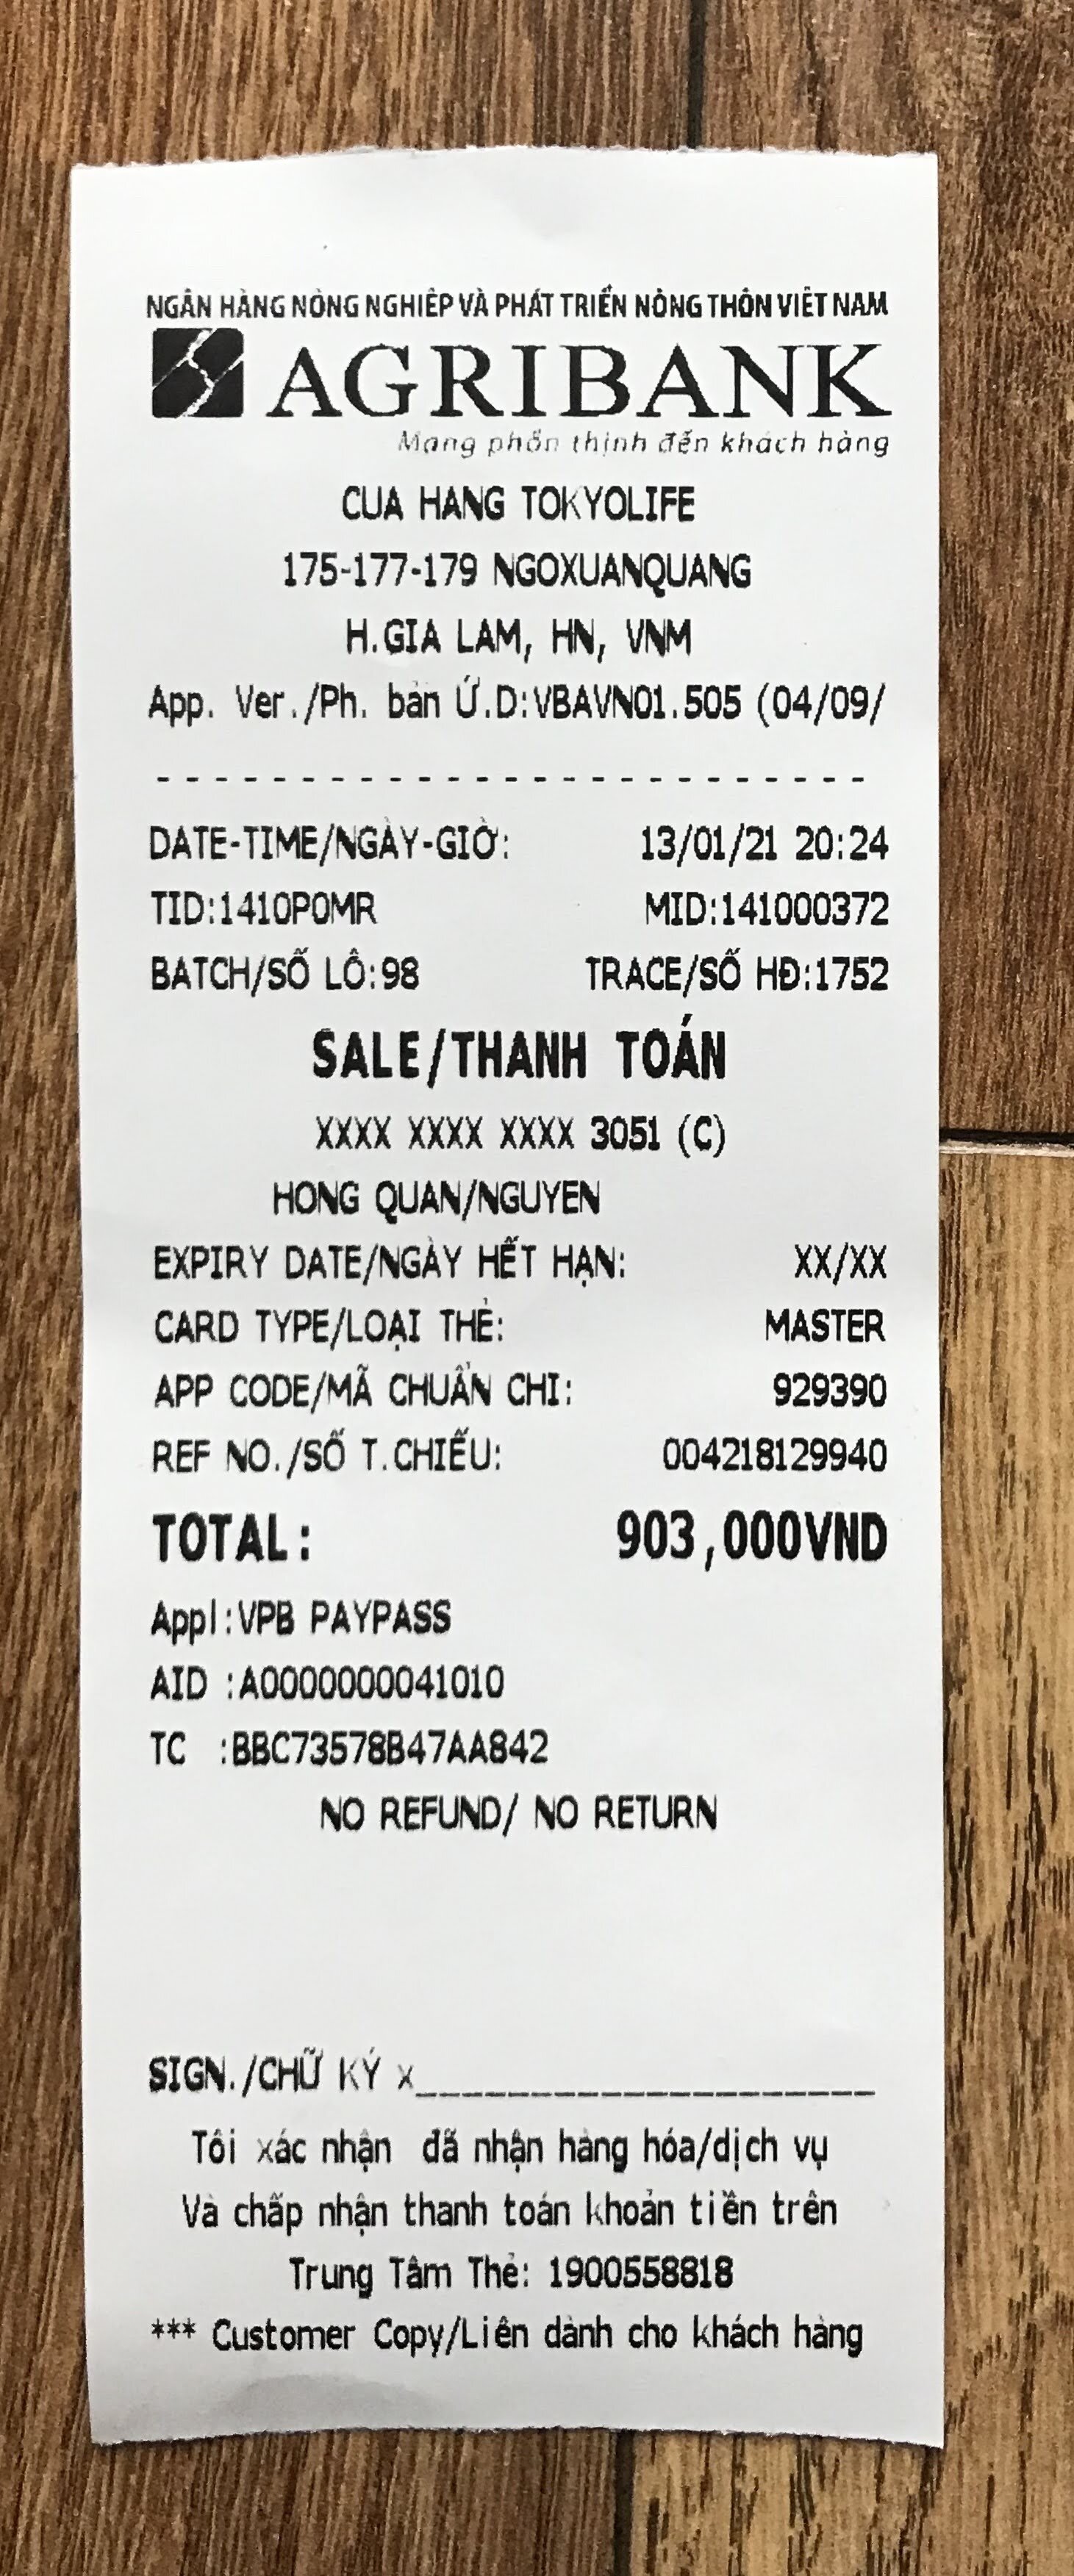 NGÂN HÀNG NÔNG NGHIỆP VÀ PHÁT TRIỂN NÔNG THÔN VIỆT NAM
AGRIBANK
Mang phồn thịnh đến khách hàng
CUA HANG TOKYOLIFE
175-177-179 NGOXUANQUANG
H.GIA LAM, HN, VNM
App. Ver./Ph. bản Ứ.D:VBAVN01.505 (04/09/
- - - - - - - - - - - - - - - - - - - - - - - - -
DATE-TIME/NGÀY-GIỜ: 13/01/21 20:24
TID:1410P0MR MID:141000372
BATCH/SỐ LÔ:98 TRACE/SỐ HĐ:1752
SALE/THANH TOÁN
XXXX XXXX XXXX 3051 (C)
HONG QUAN/NGUYEN
EXPIRY DATE/NGÀY HẾT HẠN: XX/XX
CARD TYPE/LOẠI THẺ: MASTER
APP CODE/MÃ CHUẨN CHI: 929390
REF NO./SỐ T.CHIẾU: 004218129940
TOTAL: 903,000VND
Appl:VPB PAYPASS
AID :A0000000041010
TC :BBC73578B47AA842
NO REFUND/ NO RETURN
SIGN./CHỮ KÝ x____________________
Tôi xác nhận đã nhận hàng hóa/dịch vụ
Và chấp nhận thanh toán khoản tiền trên
Trung Tâm Thẻ: 1900558818
*** Customer Copy/Liên dành cho khách hàng